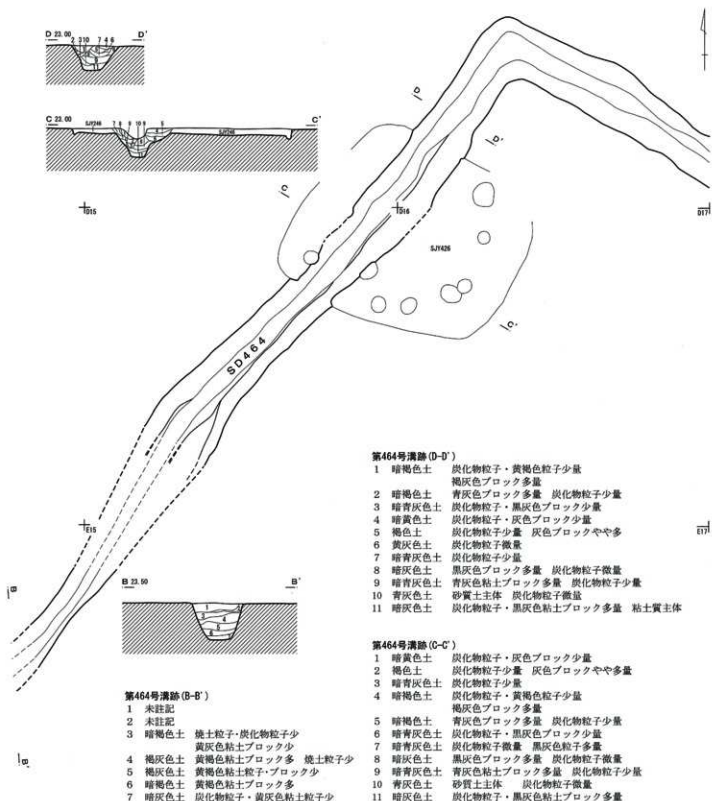 D 23.00 D'
2 3 10 7 4 6
C 23.00 C'
SJY246 7 8 9 10 9 5 SJY246
D
D'
C
C'
D15
D16
D17
SJY426
SD464
E15
E17
B
B'
B 23.50 B'
1
4
5
第464号溝跡(D-D')
1 暗褐色土 炭化物粒子・黄褐色粒子少量
褐灰色ブロック多量
2 暗褐色土 青灰色ブロック多量 炭化物粒子少量
3 暗青灰色土 炭化物粒子・黒灰色ブロック少量
4 暗黄色土 炭化物粒子・灰色ブロック少量
5 褐色土 炭化物粒子少量 灰色ブロックやや多
6 黄灰色土 炭化物粒子微量
7 暗青灰色土 炭化物粒子少量
8 暗灰色土 黒灰色ブロック多量 炭化物粒子微量
9 暗青灰色土 青灰色粘土ブロック多量 炭化物粒子少量
10 青灰色土 砂質土主体 炭化物粒子微量
11 暗灰色土 炭化物粒子・黒灰色粘土ブロック多量 粘土質主体
第464号溝跡(C-C')
1 暗黄色土 炭化物粒子・灰色ブロック少量
2 褐色土 炭化物粒子少量 灰色ブロックやや多量
3 暗青灰色土 炭化物粒子少量
4 暗褐色土 炭化物粒子・黄褐色粒子少量
褐灰色ブロック多量
5 暗褐色土 青灰色ブロック多量 炭化物粒子少量
6 暗青灰色土 炭化物粒子・黒灰色ブロック少量
7 暗青灰色土 炭化物粒子微量 黒灰色粒子多量
8 暗灰色土 黒灰色ブロック多量 炭化物粒子微量
9 暗青灰色土 青灰色粘土ブロック多量 炭化物粒子少量
10 青灰色土 砂質土主体 炭化物粒子微量
11 暗灰色土 炭化物粒子・黒灰色粘土ブロック多量
第464号溝跡(B-B')
1 未註記
2 未註記
3 暗褐色土 焼土粒子・炭化物粒子少
黄灰色粘土ブロック少
4 褐灰色土 黄褐色粘土ブロック多 焼土粒子少
5 褐灰色土 黄褐色粘土粒子・ブロック少
6 暗褐色土 黄褐色粘土ブロック多
7 暗灰色土 炭化物粒子・黄灰色粘土粒子少